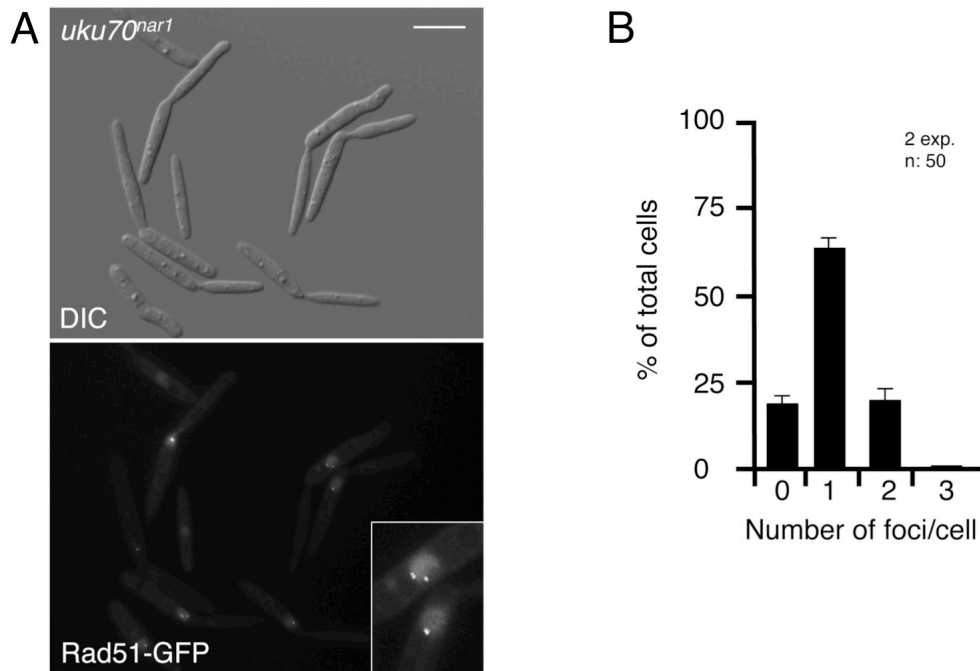 A
uku70nar1
DIC
Rad51-GFP
B
2 exp.
n: 50
% of total cells
100
75
50
25
0
0 1 2 3
Number of foci/cell